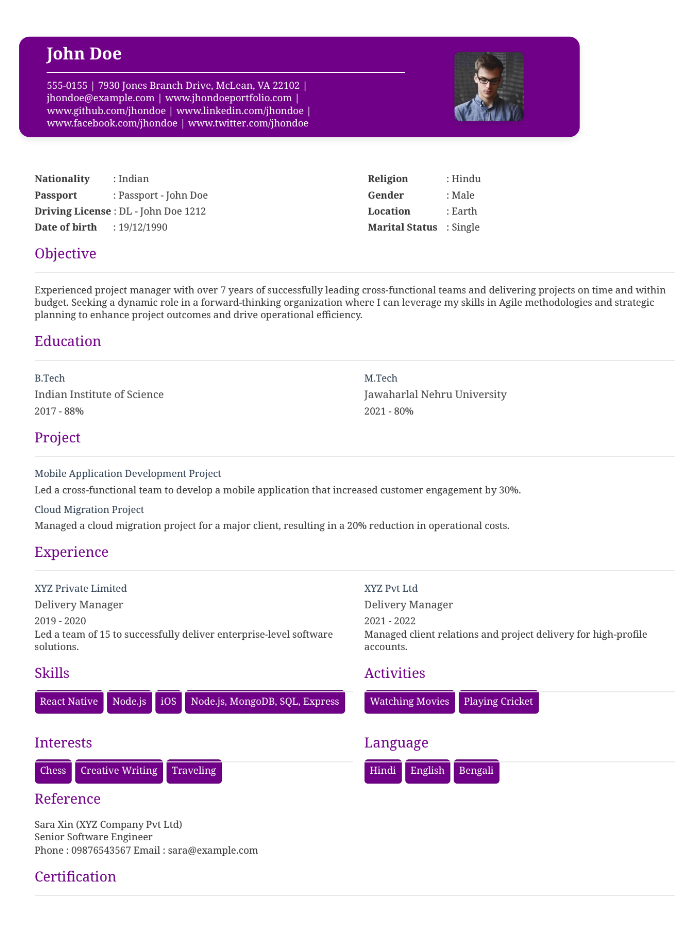 John Doe
555-0155 | 7930 Jones Branch Drive, McLean, VA 22102 |
jhondoe@example.com | www.jhondoeportfolio.com |
www.github.com/jhondoe | www.linkedin.com/jhondoe |
www.facebook.com/jhondoe | www.twitter.com/jhondoe
Nationality : Indian
Passport : Passport - John Doe
Driving License : DL - John Doe 1212
Date of birth : 19/12/1990
Religion : Hindu
Gender : Male
Location : Earth
Marital Status : Single
Objective
Experienced project manager with over 7 years of successfully leading cross-functional teams and delivering projects on time and within
budget. Seeking a dynamic role in a forward-thinking organization where I can leverage my skills in Agile methodologies and strategic
planning to enhance project outcomes and drive operational efficiency.
Education
B.Tech
Indian Institute of Science
2017 - 88%
M.Tech
Jawaharlal Nehru University
2021 - 80%
Project
Mobile Application Development Project
Led a cross-functional team to develop a mobile application that increased customer engagement by 30%.
Cloud Migration Project
Managed a cloud migration project for a major client, resulting in a 20% reduction in operational costs.
Experience
XYZ Private Limited
Delivery Manager
2019 - 2020
Led a team of 15 to successfully deliver enterprise-level software
solutions.
XYZ Pvt Ltd
Delivery Manager
2021 - 2022
Managed client relations and project delivery for high-profile
accounts.
Skills
React Native Node.js iOS Node.js, MongoDB, SQL, Express
Activities
Watching Movies Playing Cricket
Interests
Chess Creative Writing Traveling
Language
Hindi English Bengali
Reference
Sara Xin (XYZ Company Pvt Ltd)
Senior Software Engineer
Phone : 09876543567 Email : sara@example.com
Certification